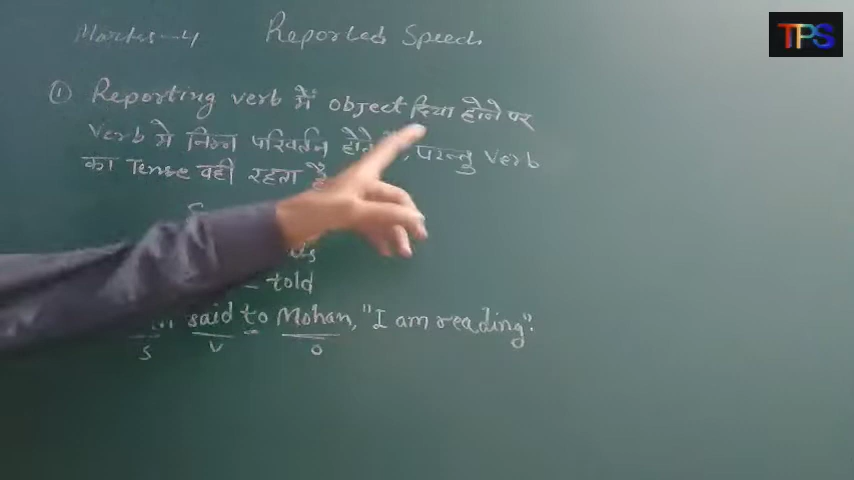 Marks-4 Reported Speech
TPS
① Reporting verb में object दिया होने पर
verb मे निम्न परिवर्तन होते , परन्तु verb
का Tense वही रहता है
- told
said to Mohan, "I am reading".
S V O